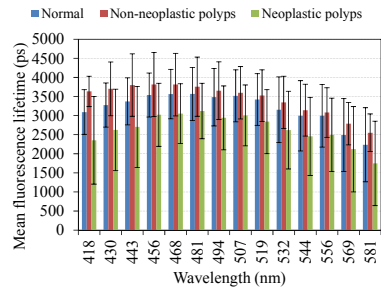 Normal Non-neoplastic polyps Neoplastic polyps
Mean fluorescence lifetime (ps)
5000
4500
4000
3500
3000
2500
2000
1500
1000
500
0
418 430 443 456 468 481 494 507 519 532 544 556 569 581
Wavelength (nm)